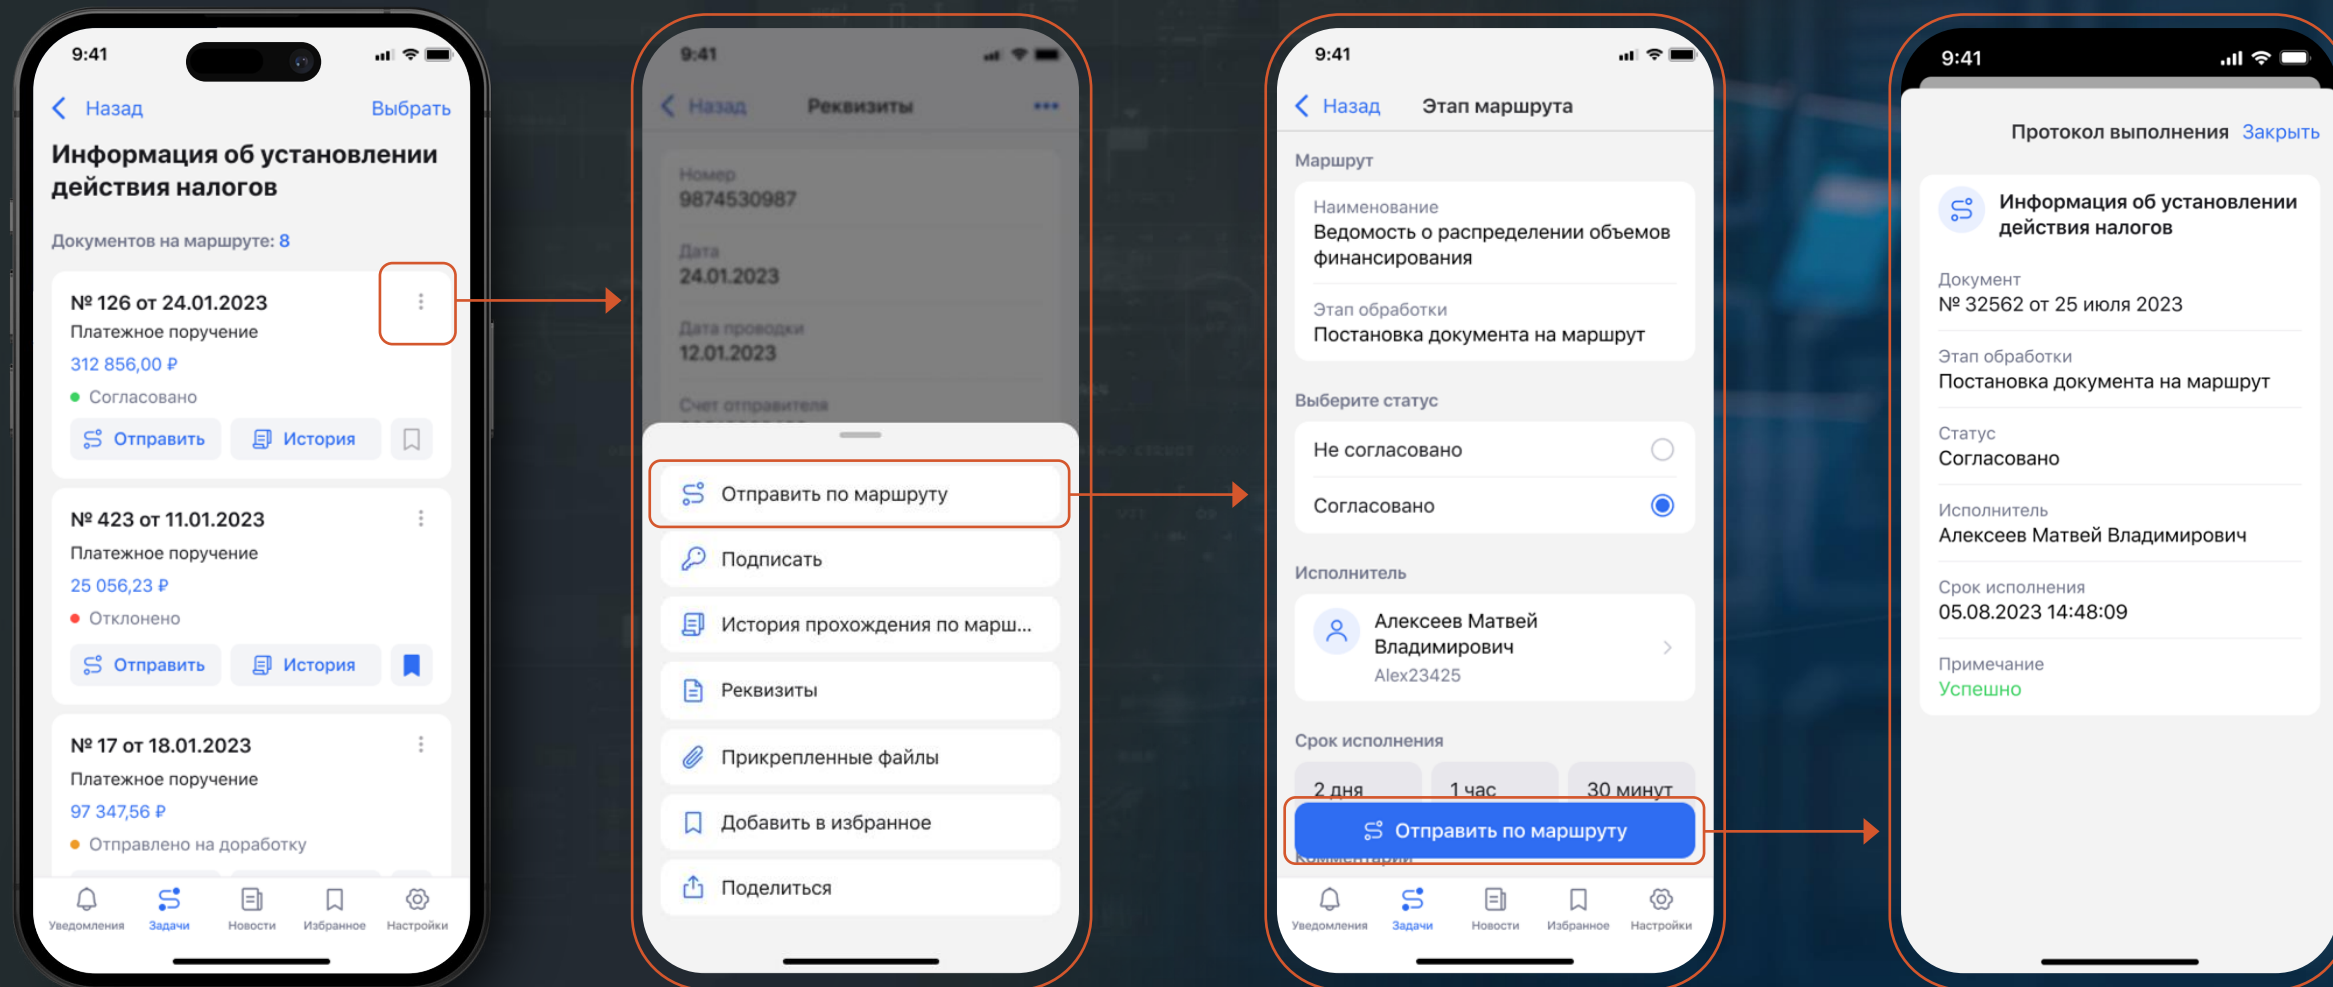 9:41
Назад
Выбрать
Информация об установлении
действия налогов
Документов на маршруте: 8
№ 126 от 24.01.2023
Платежное поручение
312 856,00 ₽
Согласовано
Отправить
История
№ 423 от 11.01.2023
Платежное поручение
25 056,23 ₽
Отклонено
Отправить
История
№ 17 от 18.01.2023
Платежное поручение
97 347,56 ₽
Отправлено на доработку
Уведомления
Задачи
Новости
Избранное
Настройки
9:41
Назад
Реквизиты
Номер
9874530987
Дата
24.01.2023
Дата проводки
12.01.2023
Счет отправителя
Отправить по маршруту
Подписать
История прохождения по марш...
Реквизиты
Прикрепленные файлы
Добавить в избранное
Поделиться
9:41
Назад
Этап маршрута
Маршрут
Наименование
Ведомость о распределении объемов
финансирования
Этап обработки
Постановка документа на маршрут
Выберите статус
Не согласовано
Согласовано
Исполнитель
Алексеев Матвей
Владимирович
Alex23425
Срок исполнения
2 дня
1 час
30 минут
Отправить по маршруту
Комментарий
Уведомления
Задачи
Новости
Избранное
Настройки
9:41
Протокол выполнения
Закрыть
Информация об установлении
действия налогов
Документ
№ 32562 от 25 июля 2023
Этап обработки
Постановка документа на маршрут
Статус
Согласовано
Исполнитель
Алексеев Матвей Владимирович
Срок исполнения
05.08.2023 14:48:09
Примечание
Успешно